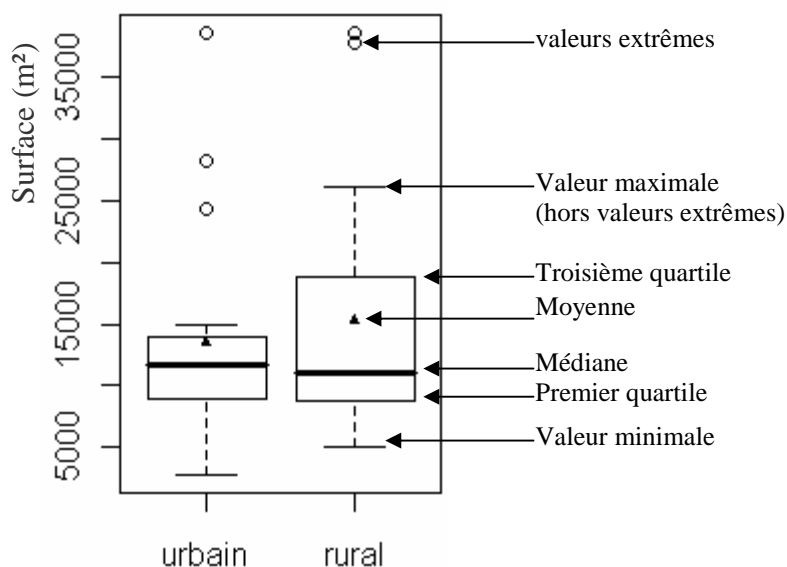 Surface (m²)
35000
25000
15000
5000
urbain
rural
valeurs extrêmes
Valeur maximale
(hors valeurs extrêmes)
Troisième quartile
Moyenne
Médiane
Premier quartile
Valeur minimale